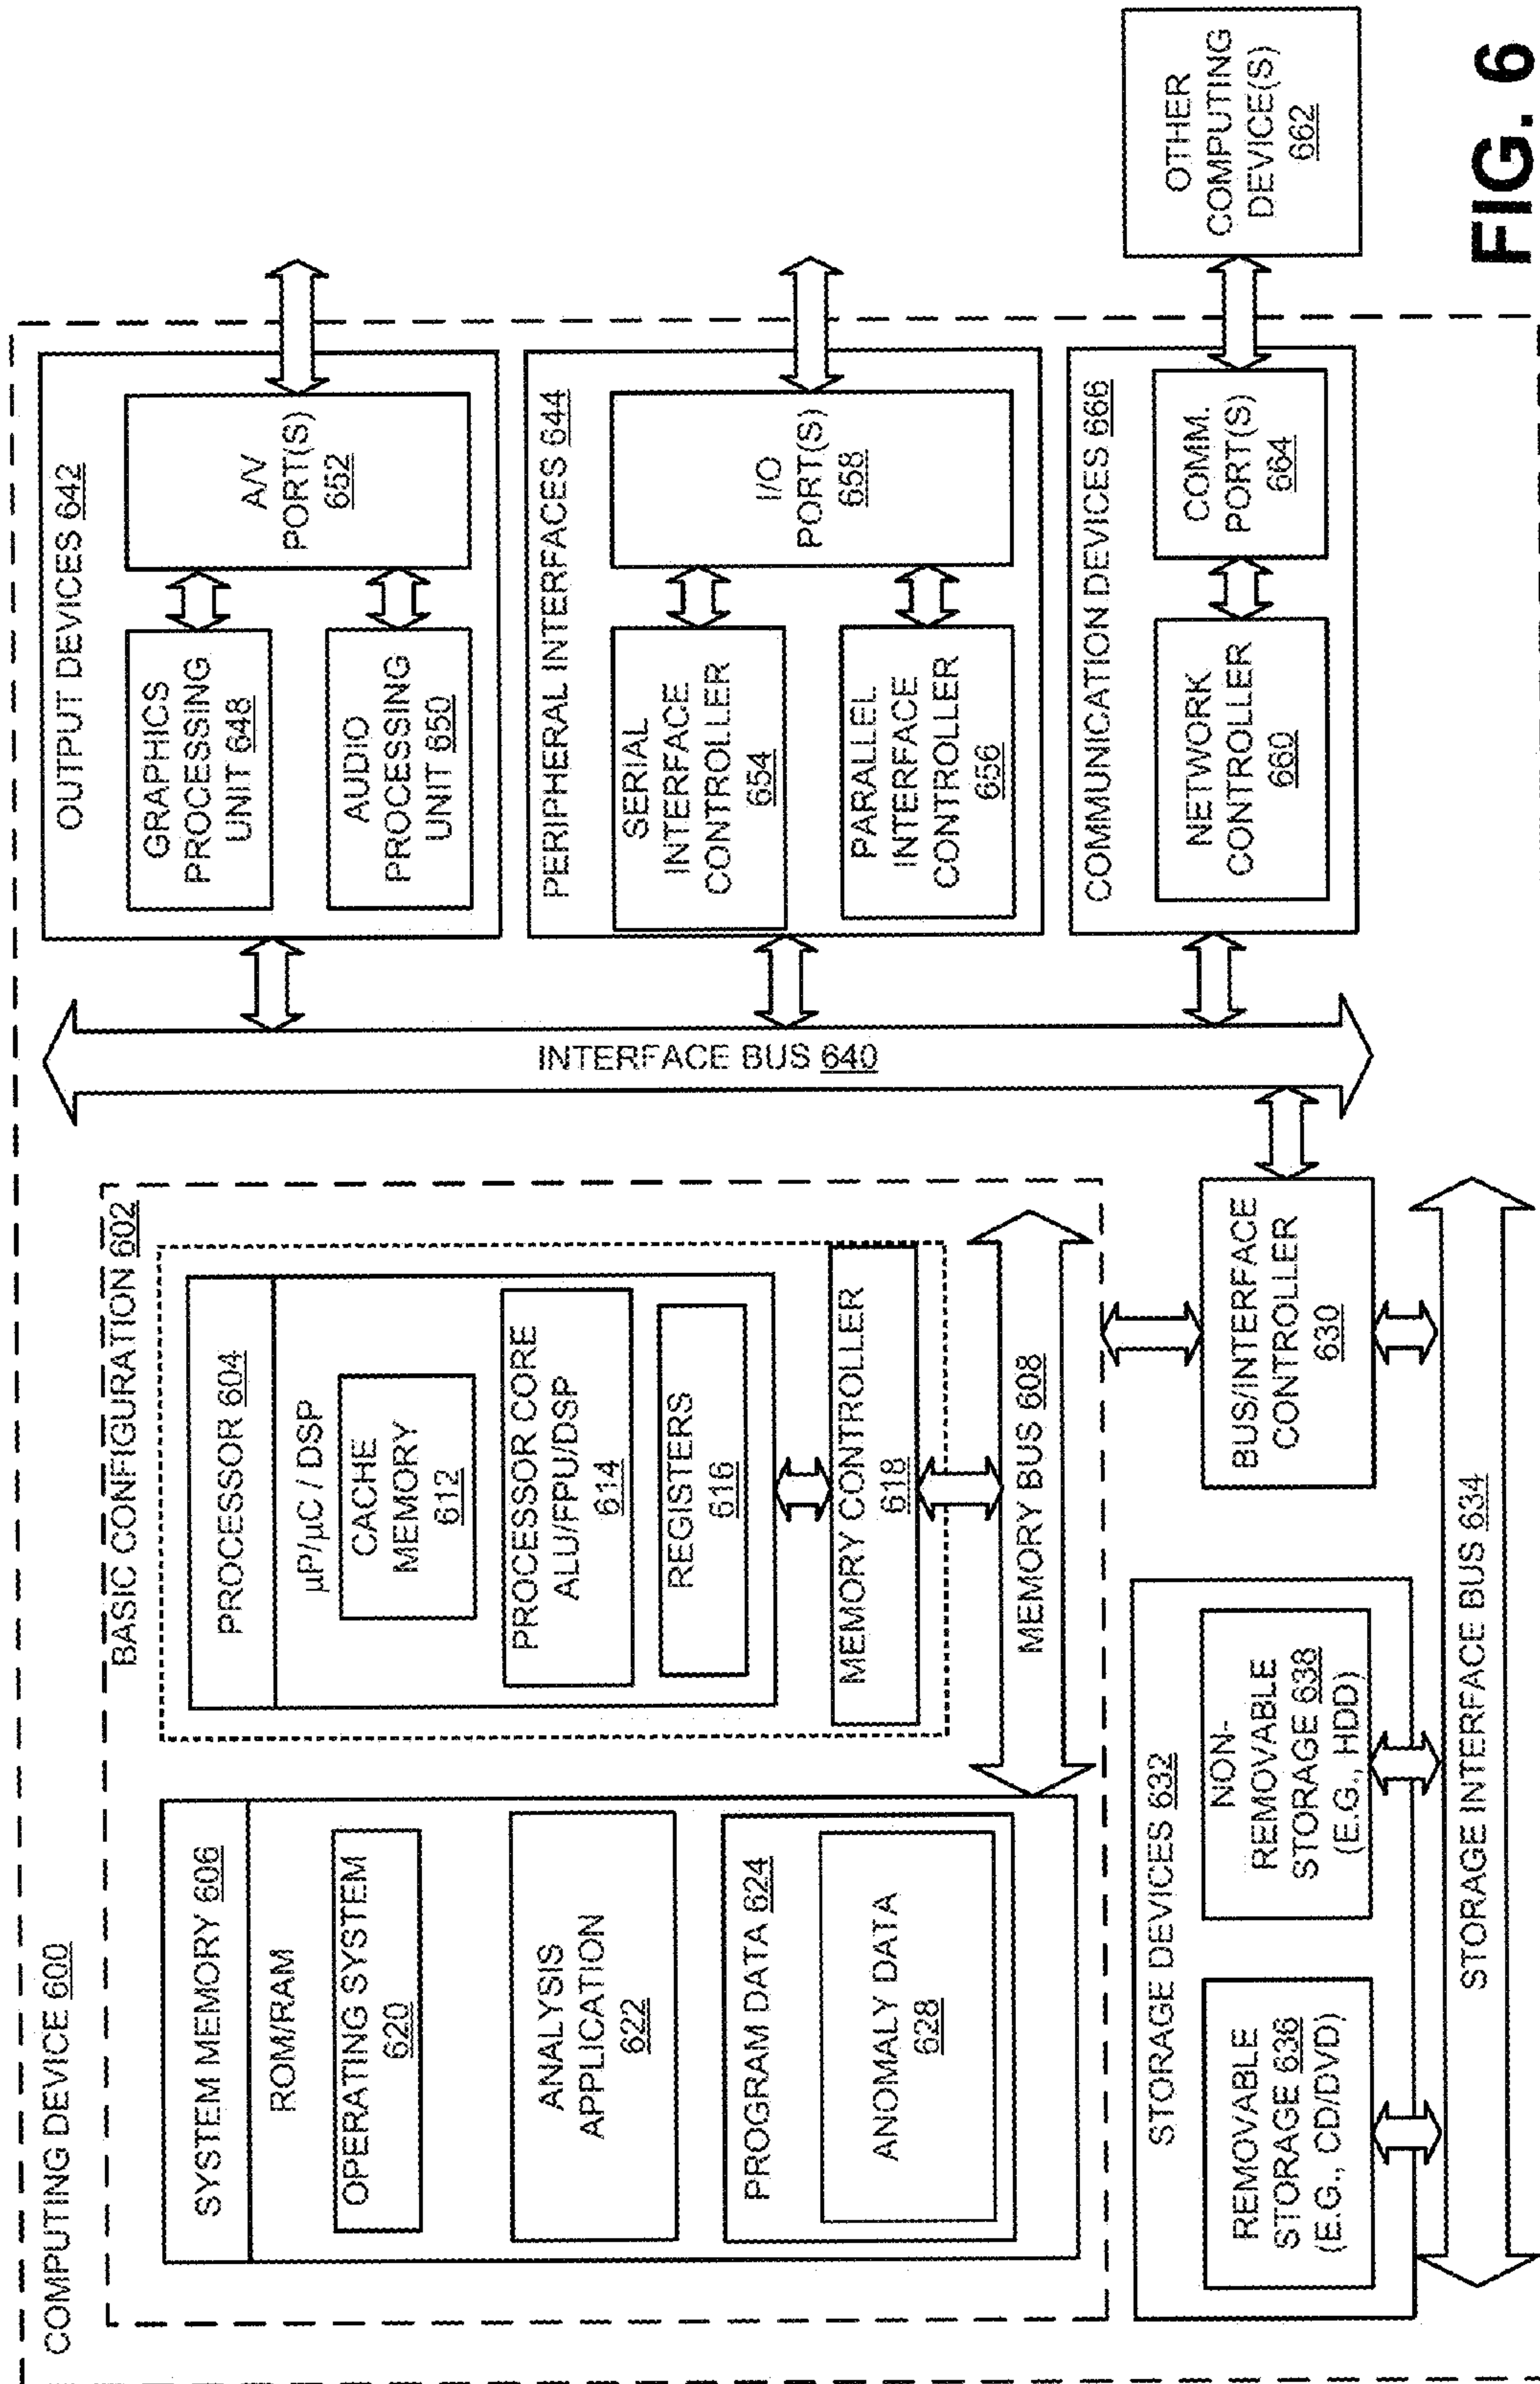 COMPUTING DEVICE 600
BASIC CONFIGURATION 602
SYSTEM MEMORY 606
ROM/RAM
OPERATING SYSTEM
620
ANALYSIS
APPLICATION
622
PROGRAM DATA 624
ANOMALY DATA
628
PROCESSOR 604
µP/µC / DSP
CACHE
MEMORY
612
PROCESSOR CORE
ALU/FPU/DSP
614
REGISTERS
616
MEMORY CONTROLLER
618
MEMORY BUS 608
STORAGE DEVICES 632
REMOVABLE
STORAGE 636
(E.G., CD/DVD)
NON-
REMOVABLE
STORAGE 638
(E.G., HDD)
BUS/INTERFACE
CONTROLLER
630
STORAGE INTERFACE BUS 634
INTERFACE BUS 640
OUTPUT DEVICES 642
GRAPHICS
PROCESSING
UNIT 648
AUDIO
PROCESSING
UNIT 650
A/V
PORT(S)
652
PERIPHERAL INTERFACES 644
SERIAL
INTERFACE
CONTROLLER
654
PARALLEL
INTERFACE
CONTROLLER
656
I/O
PORT(S)
658
COMMUNICATION DEVICES 666
NETWORK
CONTROLLER
660
COMM.
PORT(S)
664
OTHER
COMPUTING
DEVICE(S)
662
FIG. 6